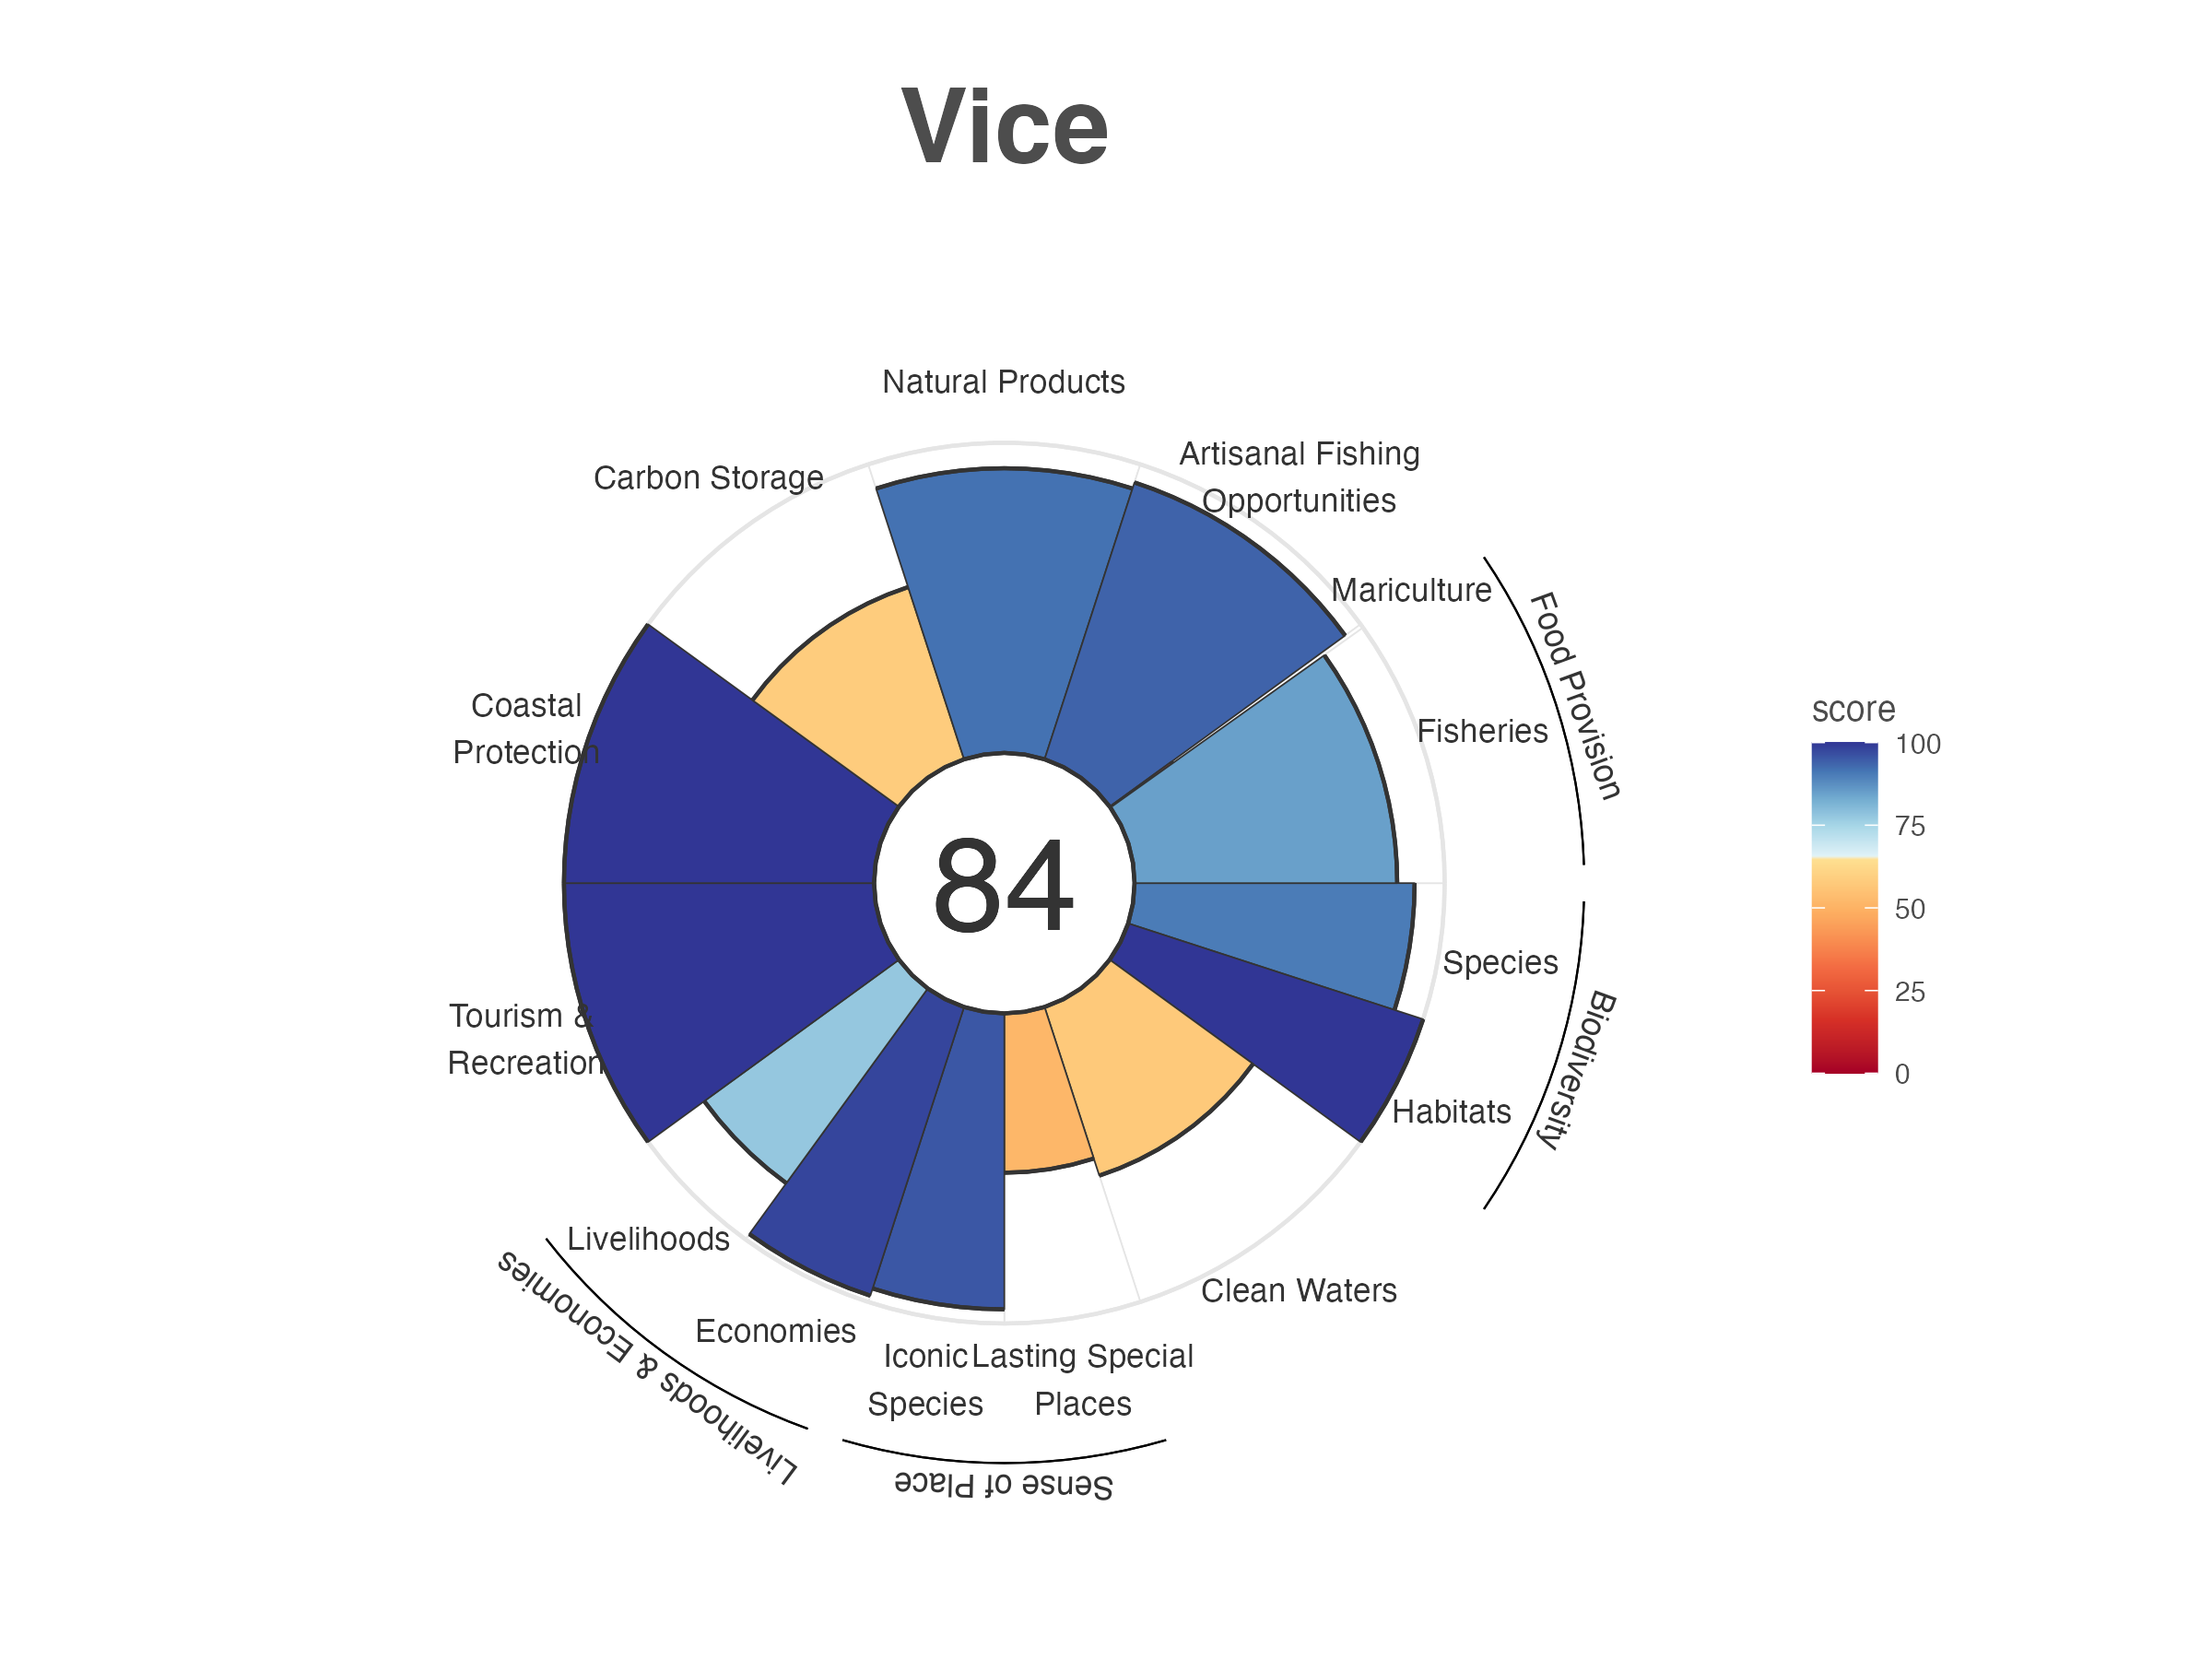 Vice
Natural Products
Artisanal Fishing
Opportunities
Carbon Storage
Mariculture
Food Provision
Fisheries
Coastal
Protection
84
Species
Biodiversity
Habitats
Tourism &
Recreation
Livelihoods
Livelihoods & Economies
Economies
Iconic
Species
Lasting Special
Places
Sense of Place
Clean Waters
score
100
75
50
25
0